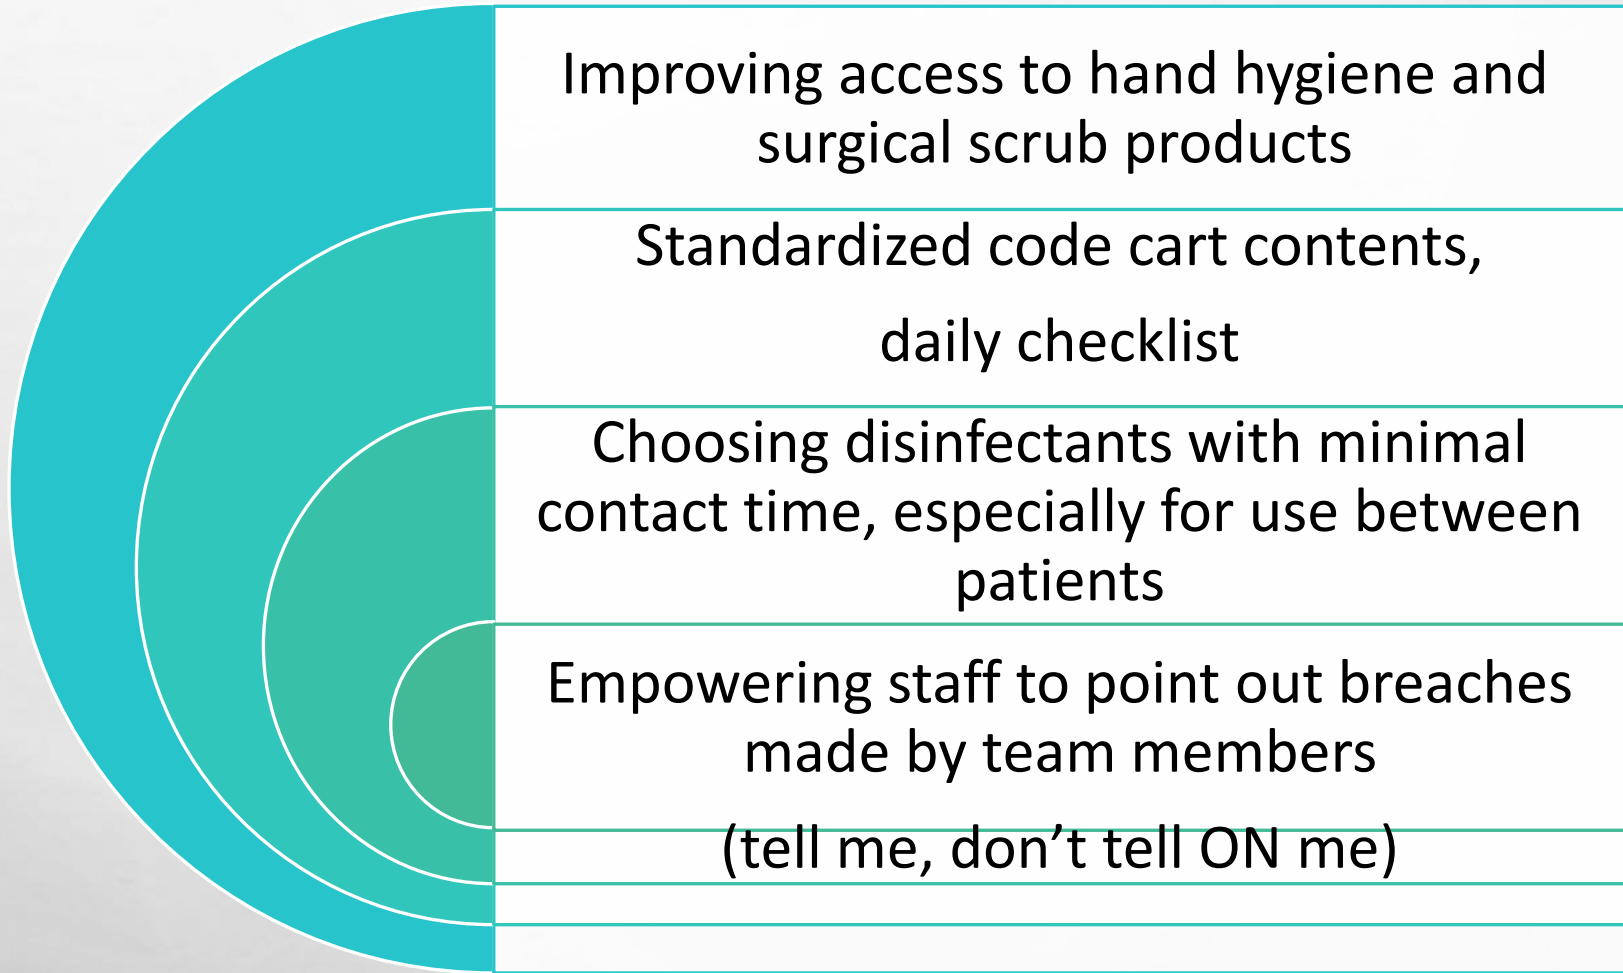 Improving access to hand hygiene and
surgical scrub products
Standardized code cart contents,
daily checklist
Choosing disinfectants with minimal
contact time, especially for use between
patients
Empowering staff to point out breaches
made by team members
(tell me, don’t tell ON me)